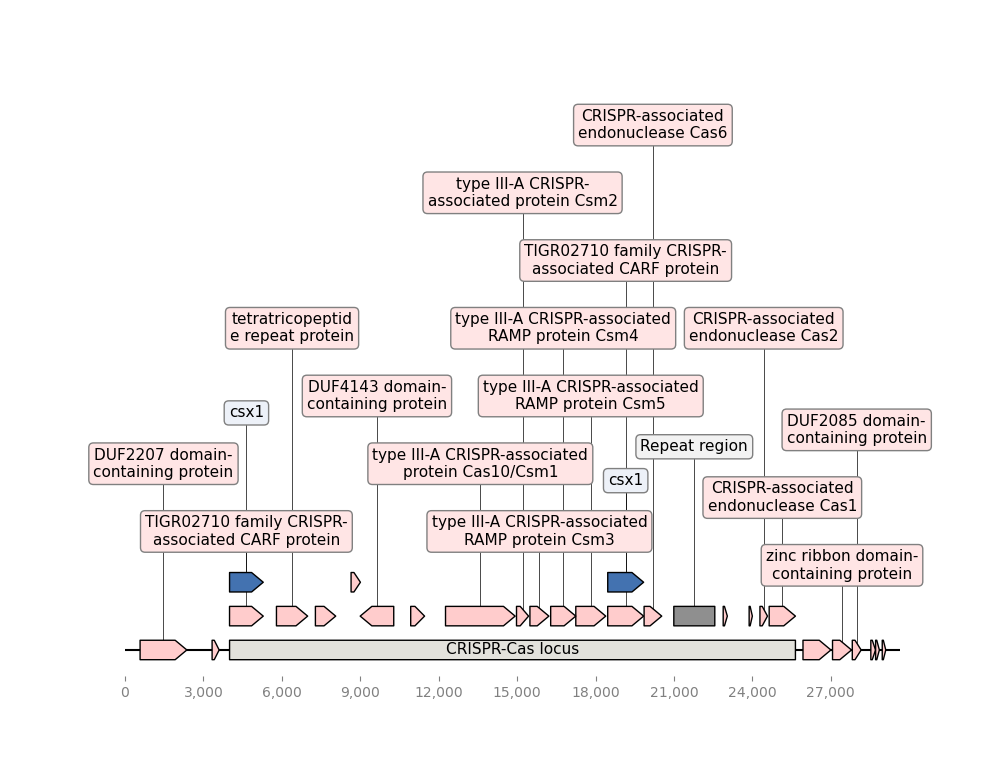 CRISPR-associated
endonuclease Cas6
type III-A CRISPR-
associated protein Csm2
TIGR02710 family CRISPR-
associated CARF protein
tetratricopeptid
e repeat protein
type III-A CRISPR-associated
RAMP protein Csm4
CRISPR-associated
endonuclease Cas2
DUF4143 domain-
containing protein
type III-A CRISPR-associated
RAMP protein Csm5
csx1
DUF2085 domain-
containing protein
Repeat region
DUF2207 domain-
containing protein
type III-A CRISPR-associated
protein Cas10/Csm1
csx1
CRISPR-associated
endonuclease Cas1
TIGR02710 family CRISPR-
associated CARF protein
type III-A CRISPR-associated
RAMP protein Csm3
zinc ribbon domain-
containing protein
CRISPR-Cas locus
0 3,000 6,000 9,000 12,000 15,000 18,000 21,000 24,000 27,000